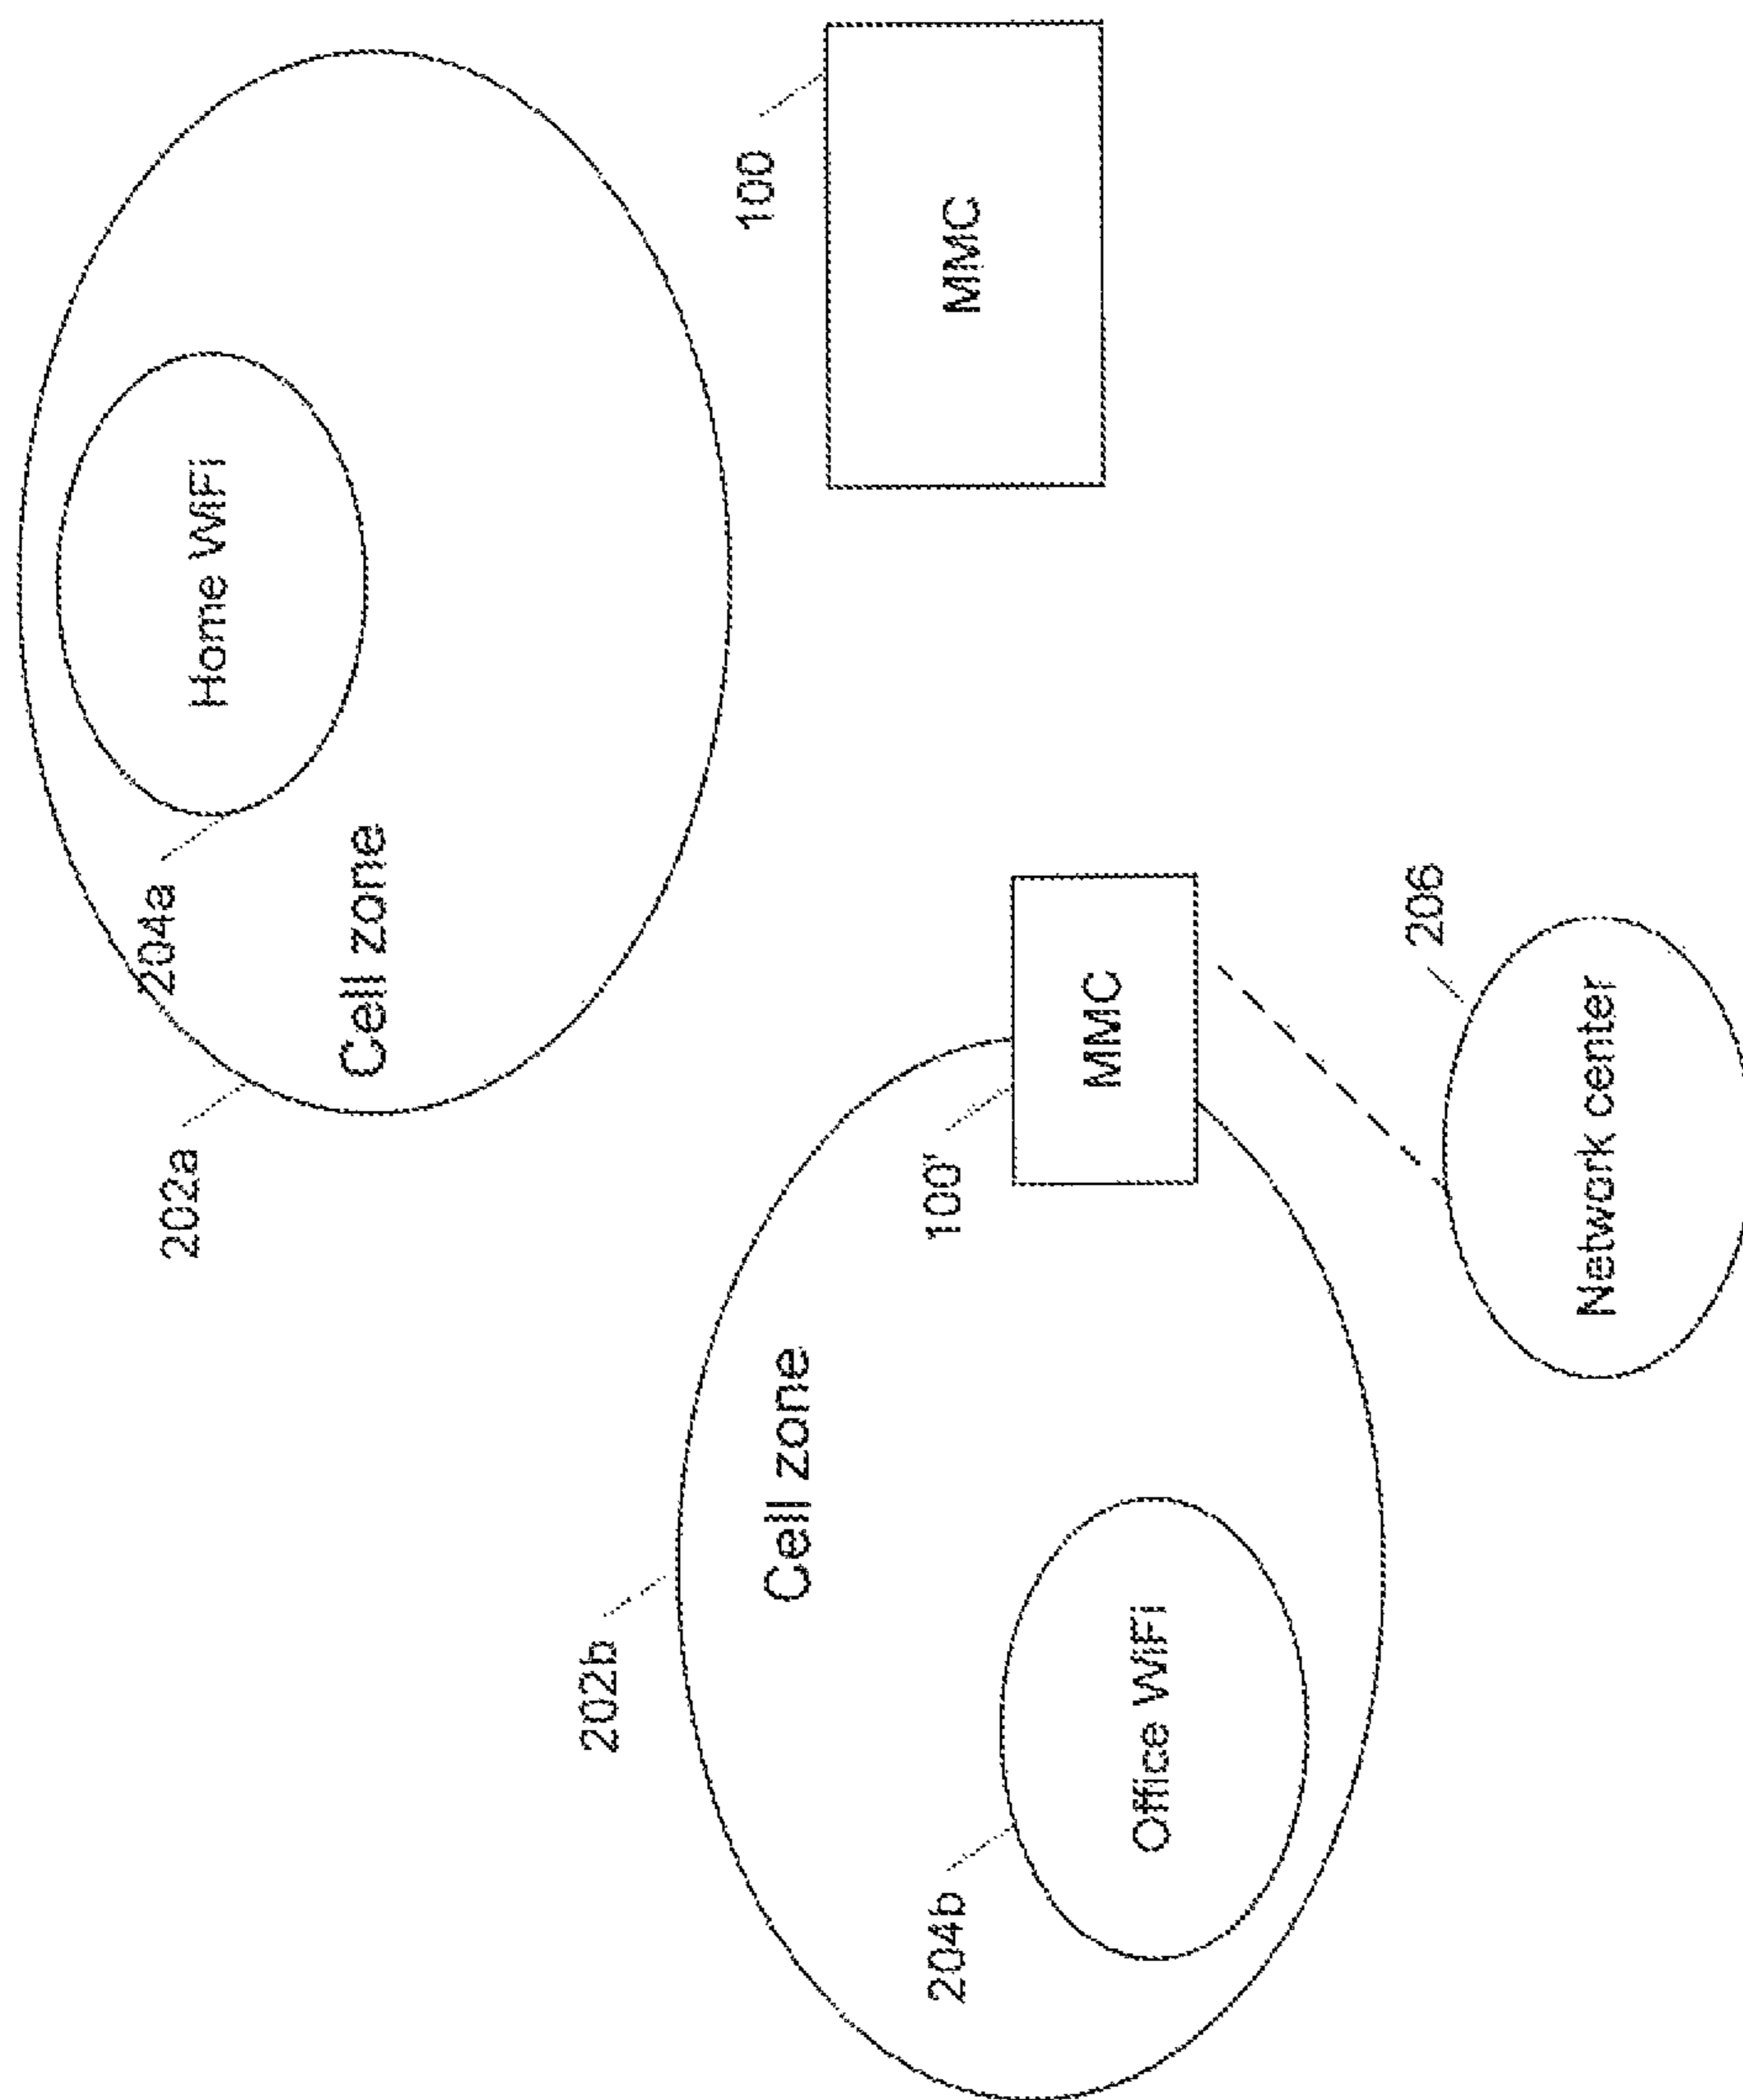 204a
202a
Home WiFi
Cell zone
202b
100
Cell zone
204b
100'
MMC
MMC
Office WiFi
206
Network center